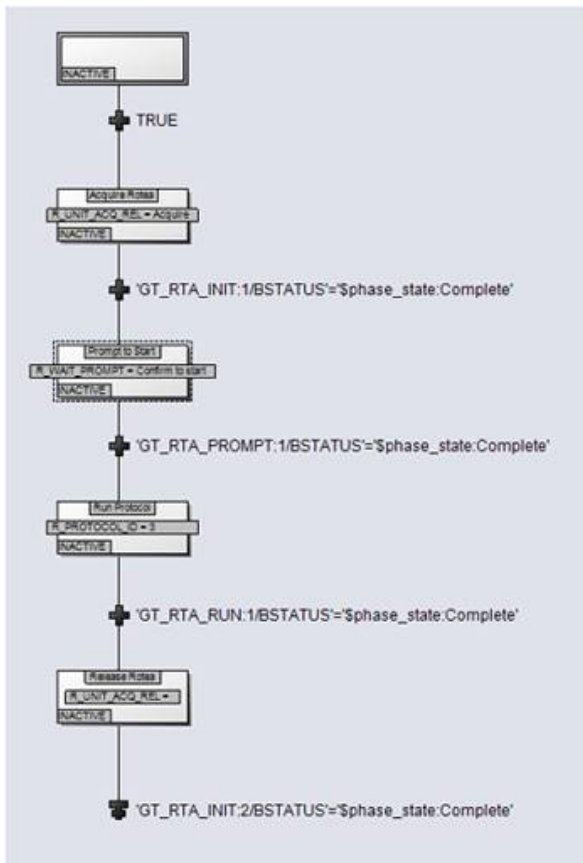 INACTIVE
TRUE
Acquire Rotea
R_UNIT_ACQ_REL = Acquire
INACTIVE
'GT_RTA_INIT:1/BSTATUS'='$phase_state:Complete'
Prompt to Start
R_WAIT_PROMPT = Confirm to start
INACTIVE
'GT_RTA_PROMPT:1/BSTATUS'='$phase_state:Complete'
Run Protocol
R_PROTOCOL_ID = 3
INACTIVE
'GT_RTA_RUN:1/BSTATUS'='$phase_state:Complete'
Release Rotea
R_UNIT_ACQ_REL =
INACTIVE
'GT_RTA_INIT:2/BSTATUS'='$phase_state:Complete'